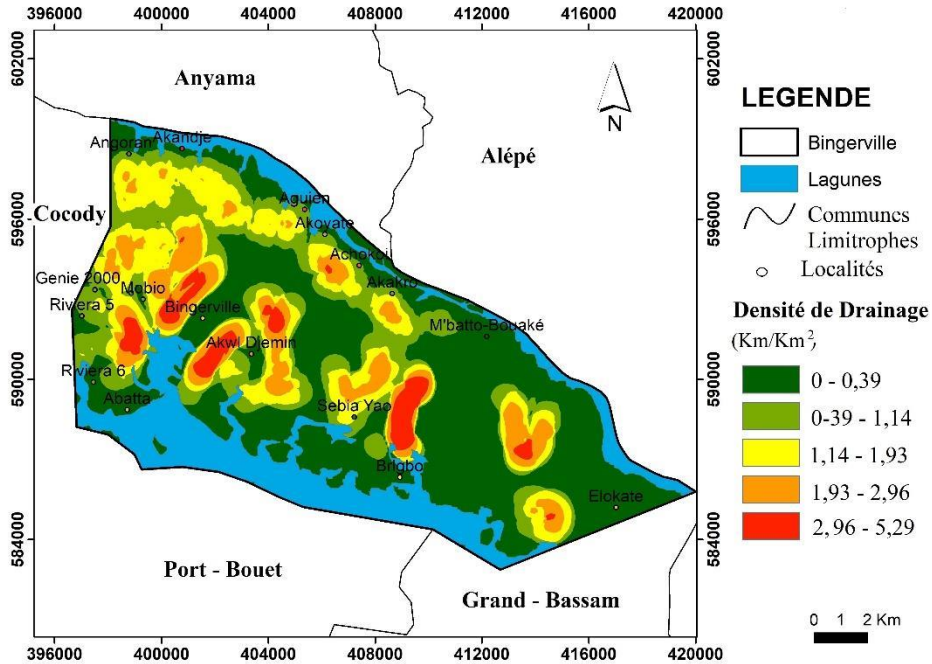 396000 400000 404000 408000 412000 416000 420000
602000
602000
Anyama
N
Alépé
Angoran Akandje
596000
596000
Cocody
Aguien
Akoyate
Achokoi
Genie 2000
Mobio
Akakro
Riviera 5
Bingerville
M'batto-Bouaké
Akwl Djemin
590000
590000
Riviera 6
Abatta
Sebia Yao
Brigbo
Elokate
584000
584000
Port - Bouet
Grand - Bassam
396000 400000 404000 408000 412000 416000 420000
LEGENDE
Bingerville
Lagunes
Communes
Limitrophes
Localités
Densité de Drainage
(Km/Km²)
0 - 0,39
0-39 - 1,14
1,14 - 1,93
1,93 - 2,96
2,96 - 5,29
0 1 2 Km